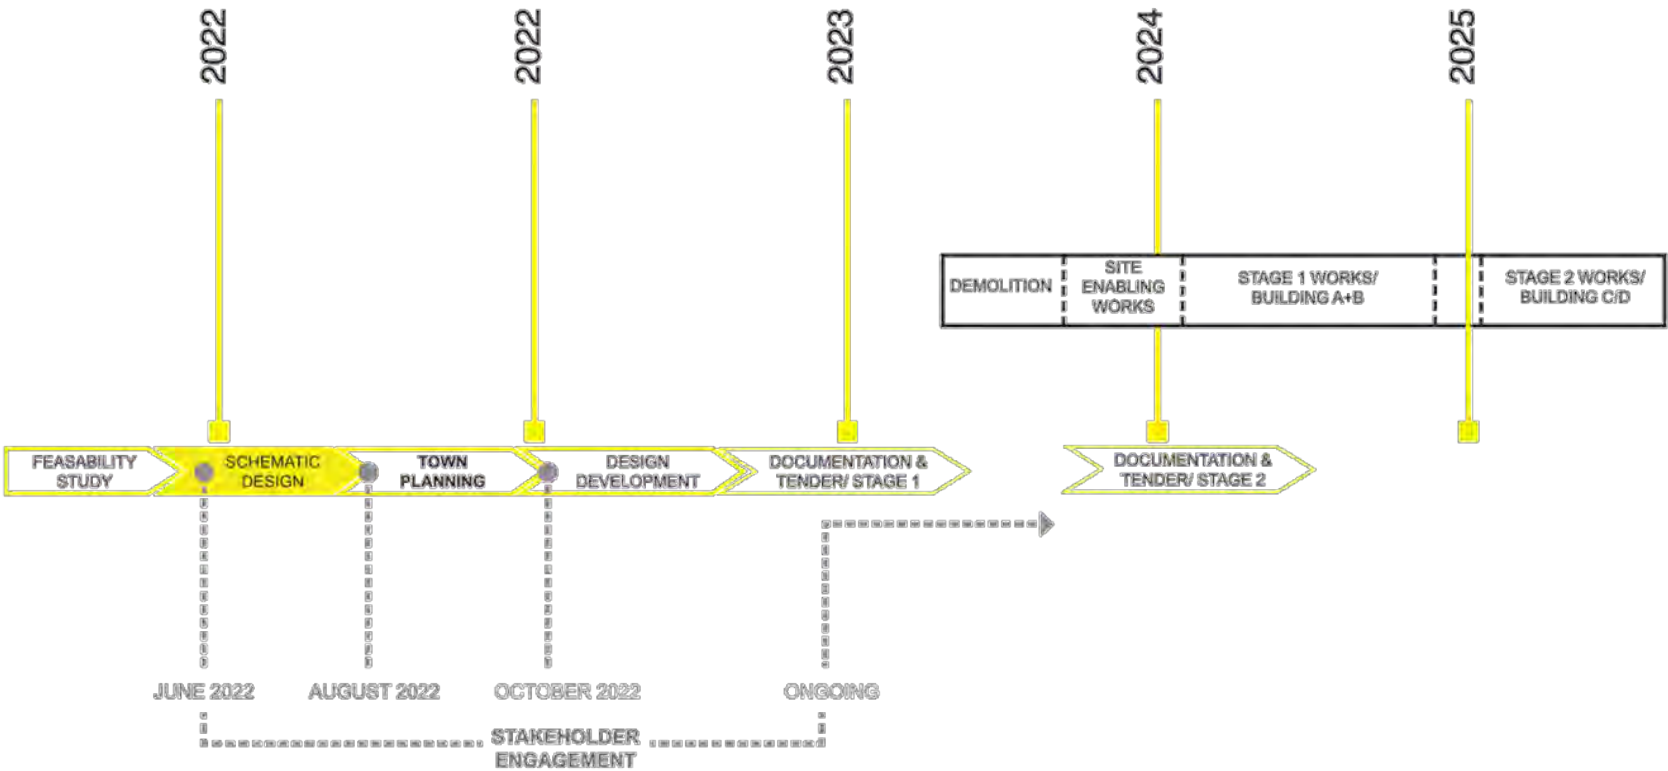 2022
2022
2023
2024
2025
DEMOLITION
SITE
ENABLING
WORKS
STAGE 1 WORKS/
BUILDING A+B
STAGE 2 WORKS/
BUILDING C/D
FEASABILITY
STUDY
SCHEMATIC
DESIGN
TOWN
PLANNING
DESIGN
DEVELOPMENT
DOCUMENTATION &
TENDER/ STAGE 1
DOCUMENTATION &
TENDER/ STAGE 2
JUNE 2022
AUGUST 2022
OCTOBER 2022
ONGOING
STAKEHOLDER
ENGAGEMENT